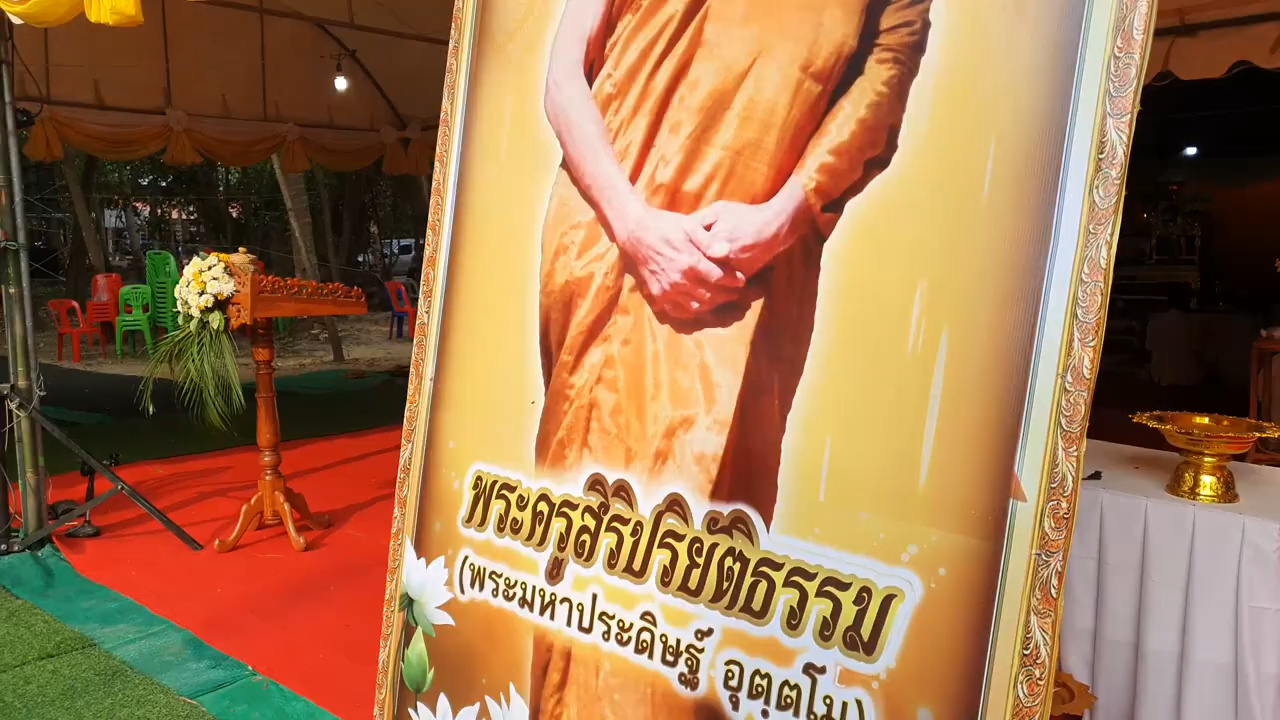 พระครูสิริปริยัติธรรม
(พระมหาประดิษฐ์ อุตฺตโม)